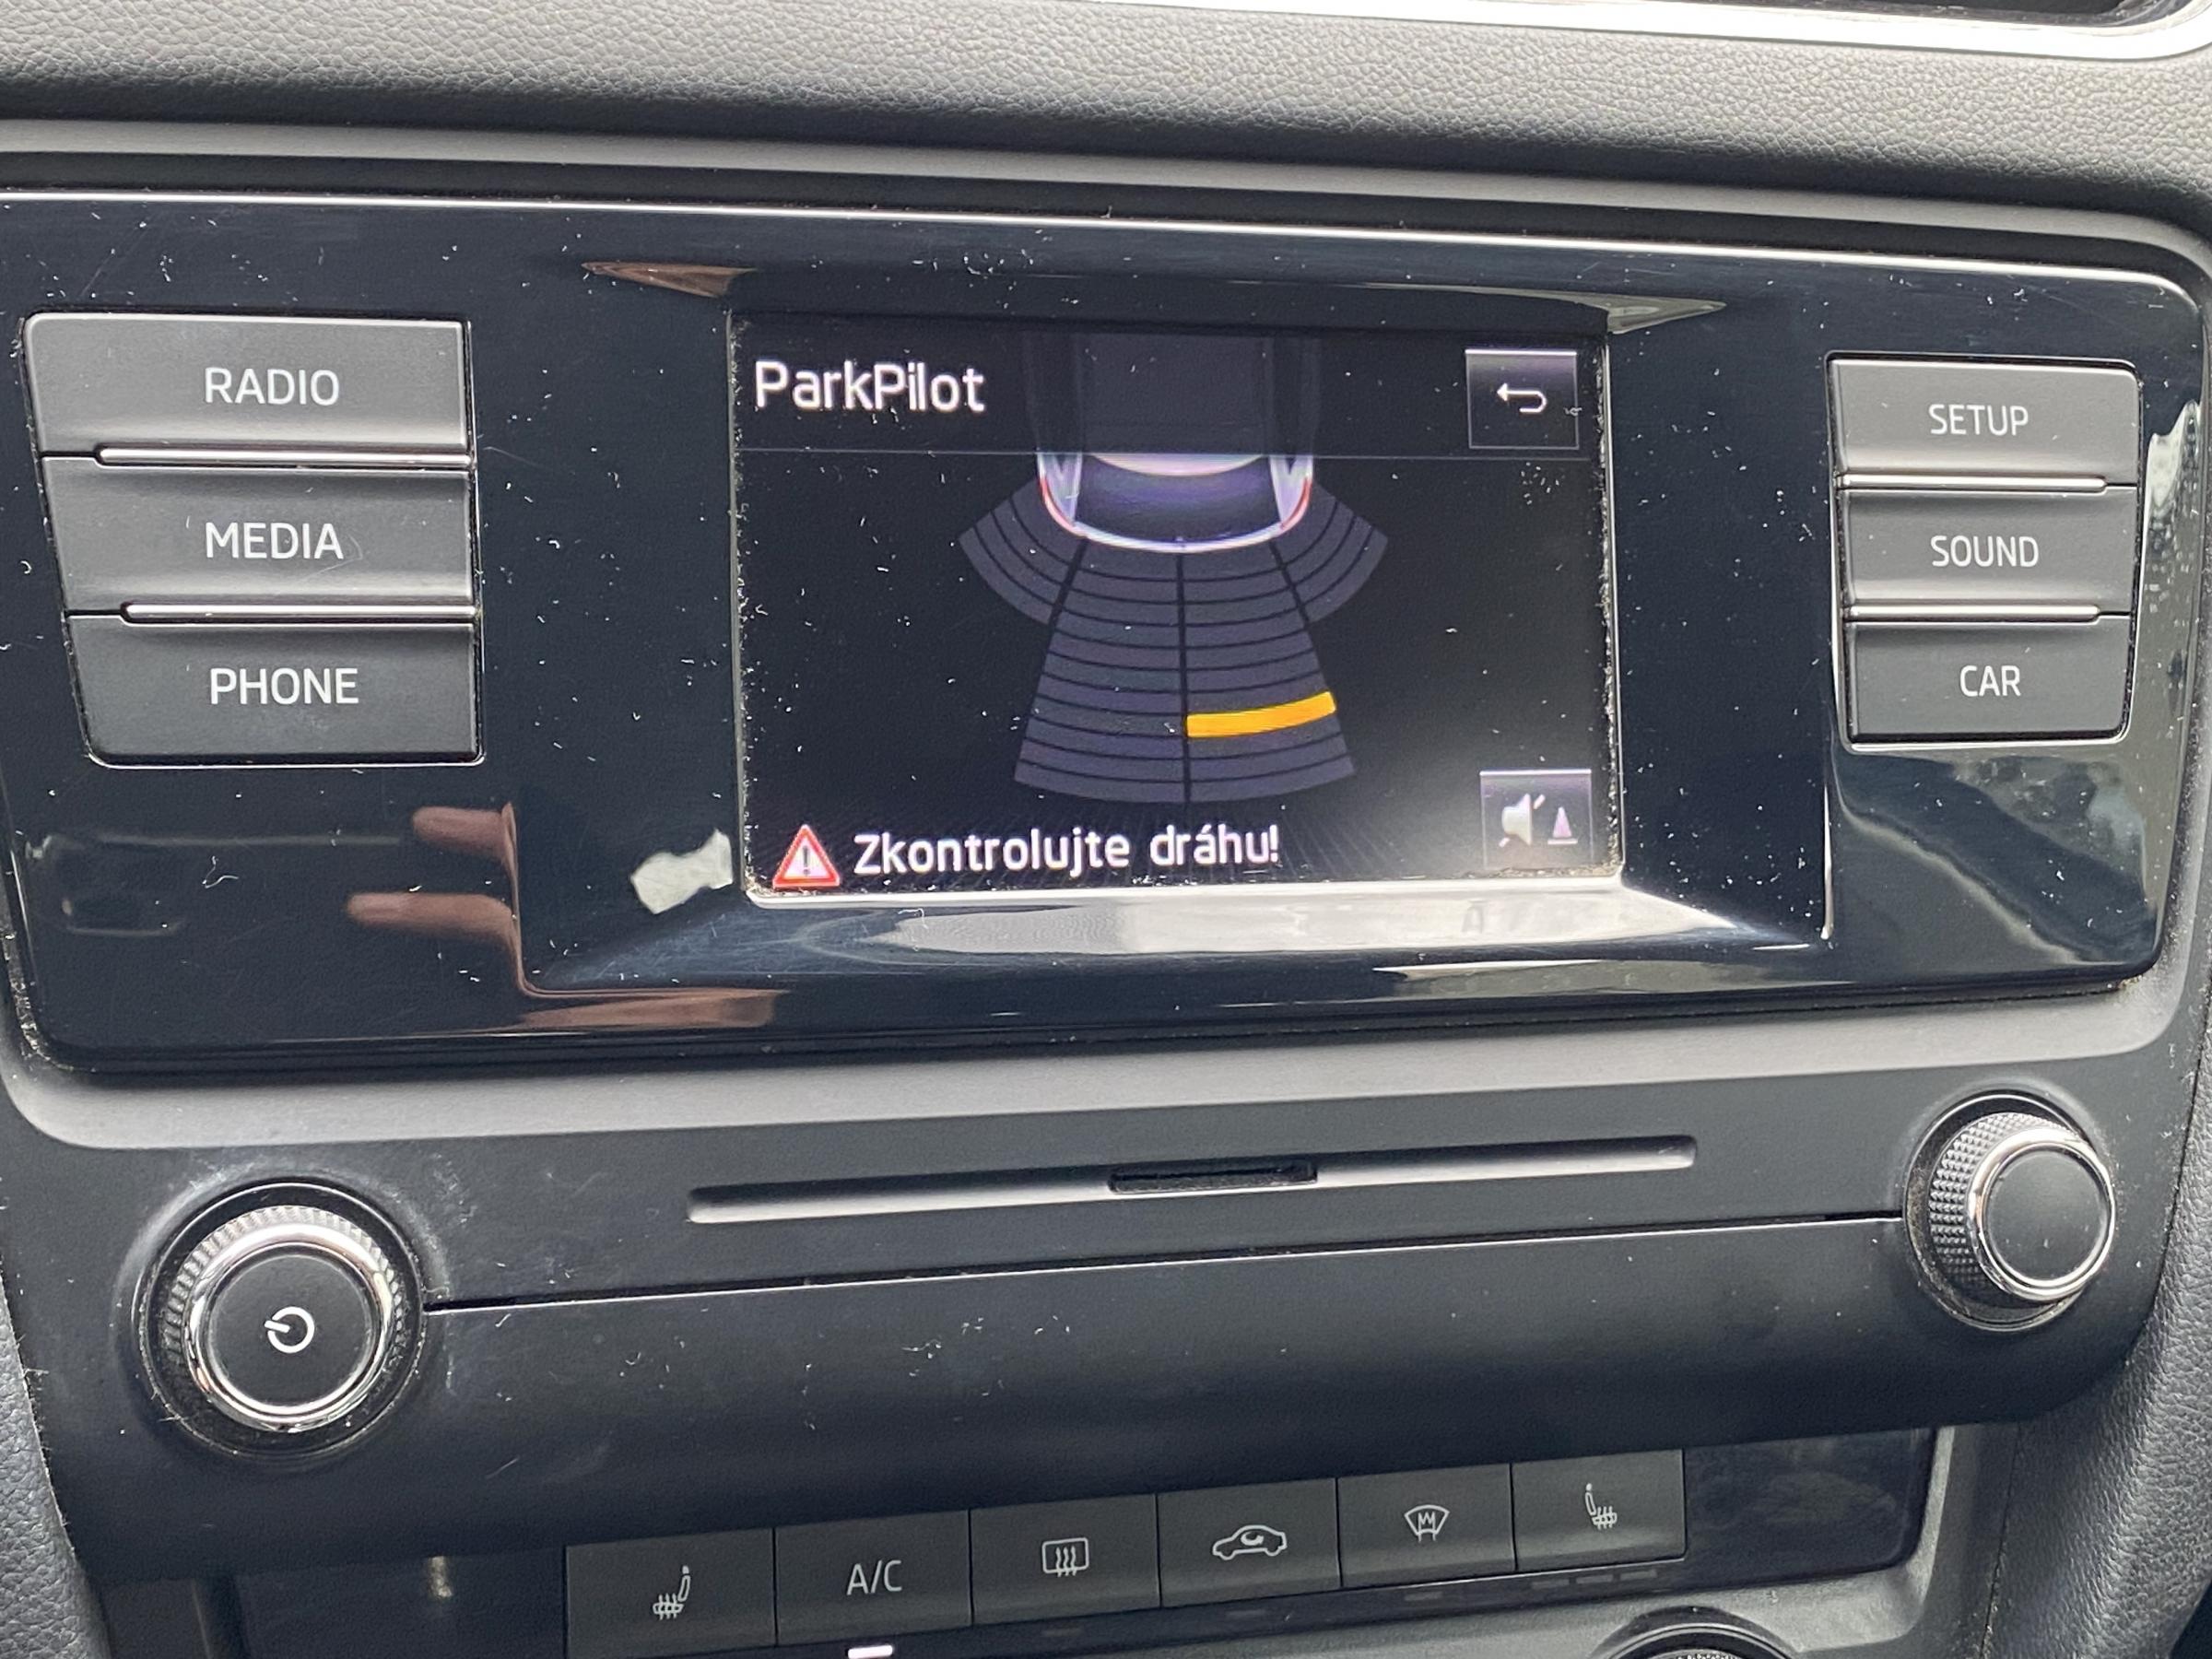 RADIO
MEDIA
PHONE
ParkPilot
Zkontrolujte dráhu!
SETUP
SOUND
CAR
A/C